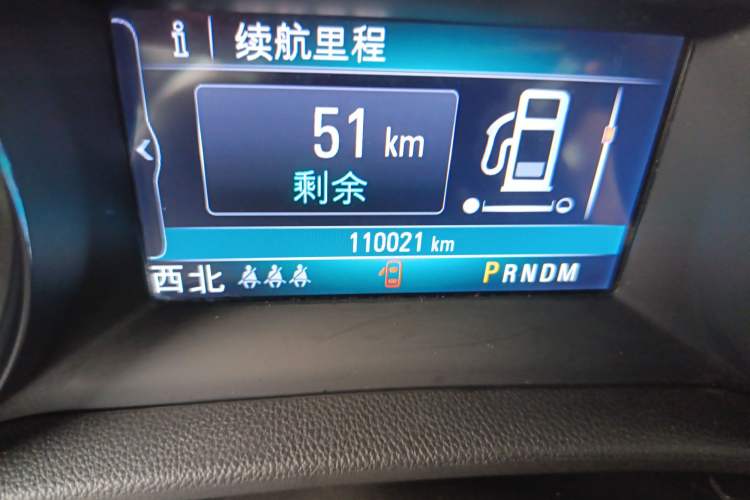 i 续航里程
51 km
剩余
110021 km
西北 PRNDM